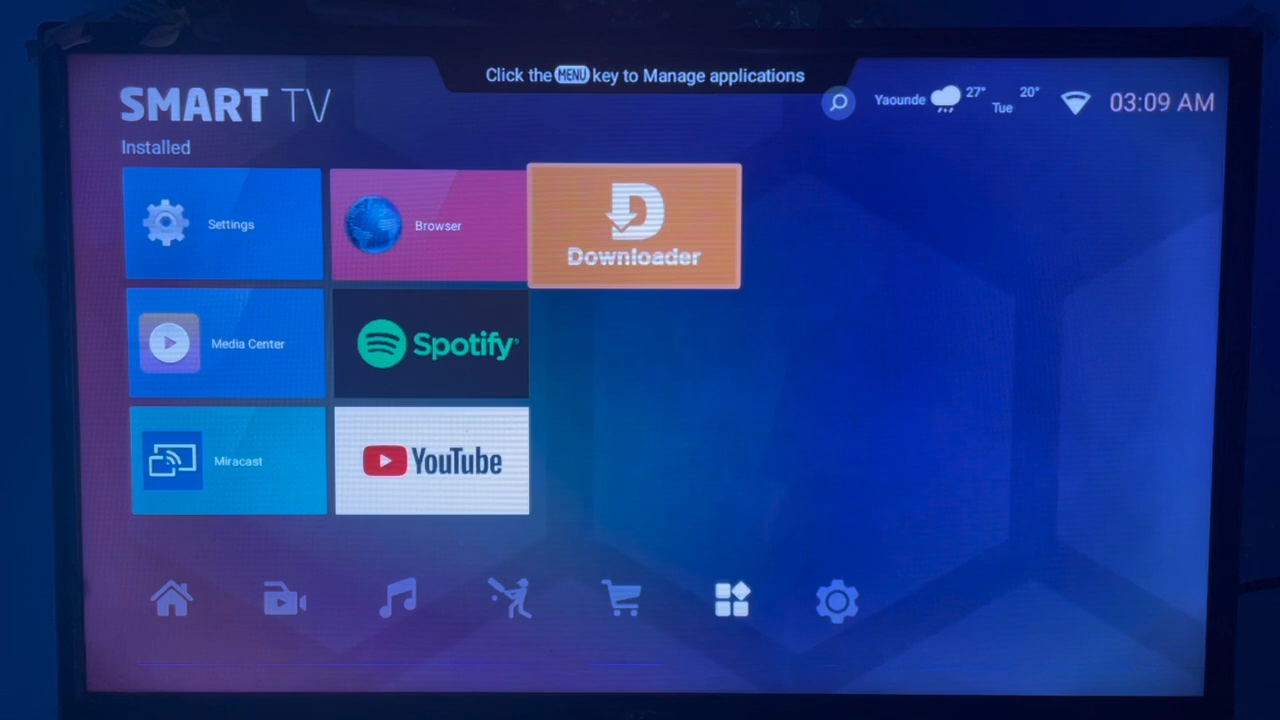 Click the MENU key to Manage applications
SMART TV
Yaounde 27° Tue 20° 03:09 AM
Installed
Settings
Browser
Downloader
Media Center
Spotify
Miracast
YouTube